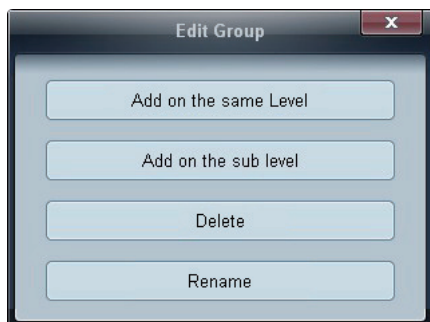 Edit Group
x
Add on the same Level
Add on the sub level
Delete
Rename